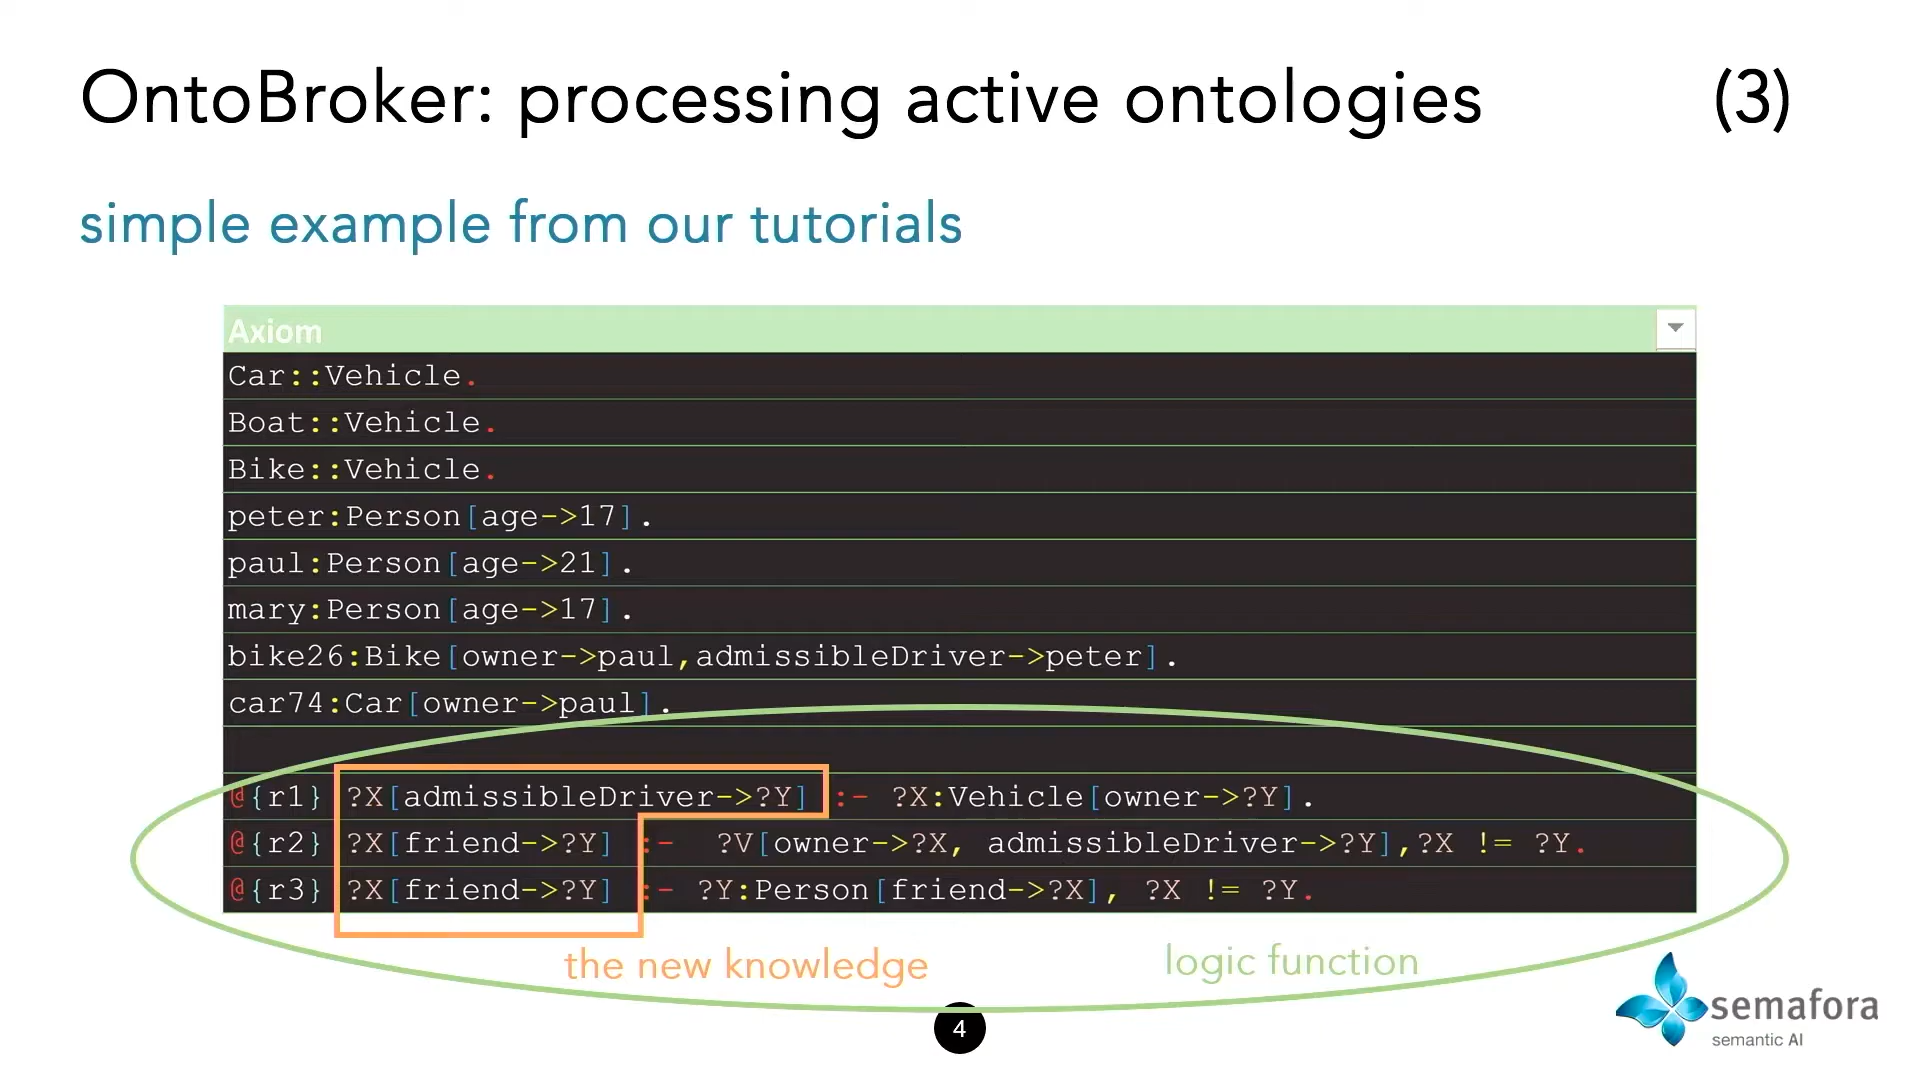 OntoBroker: processing active ontologies (3)
simple example from our tutorials
Axiom
Car::Vehicle.
Boat::Vehicle.
Bike::Vehicle.
peter:Person[age->17].
paul:Person[age->21].
mary:Person[age->17].
bike26:Bike[owner->paul,admissibleDriver->peter].
car74:Car[owner->paul].
@{r1} ?X[admissibleDriver->?Y] :- ?X:Vehicle[owner->?Y].
@{r2} ?X[friend->?Y] :- ?V[owner->?X, admissibleDriver->?Y],?X != ?Y.
@{r3} ?X[friend->?Y] :- ?Y:Person[friend->?X], ?X != ?Y.
the new knowledge
logic function
4
semafora
semantic AI